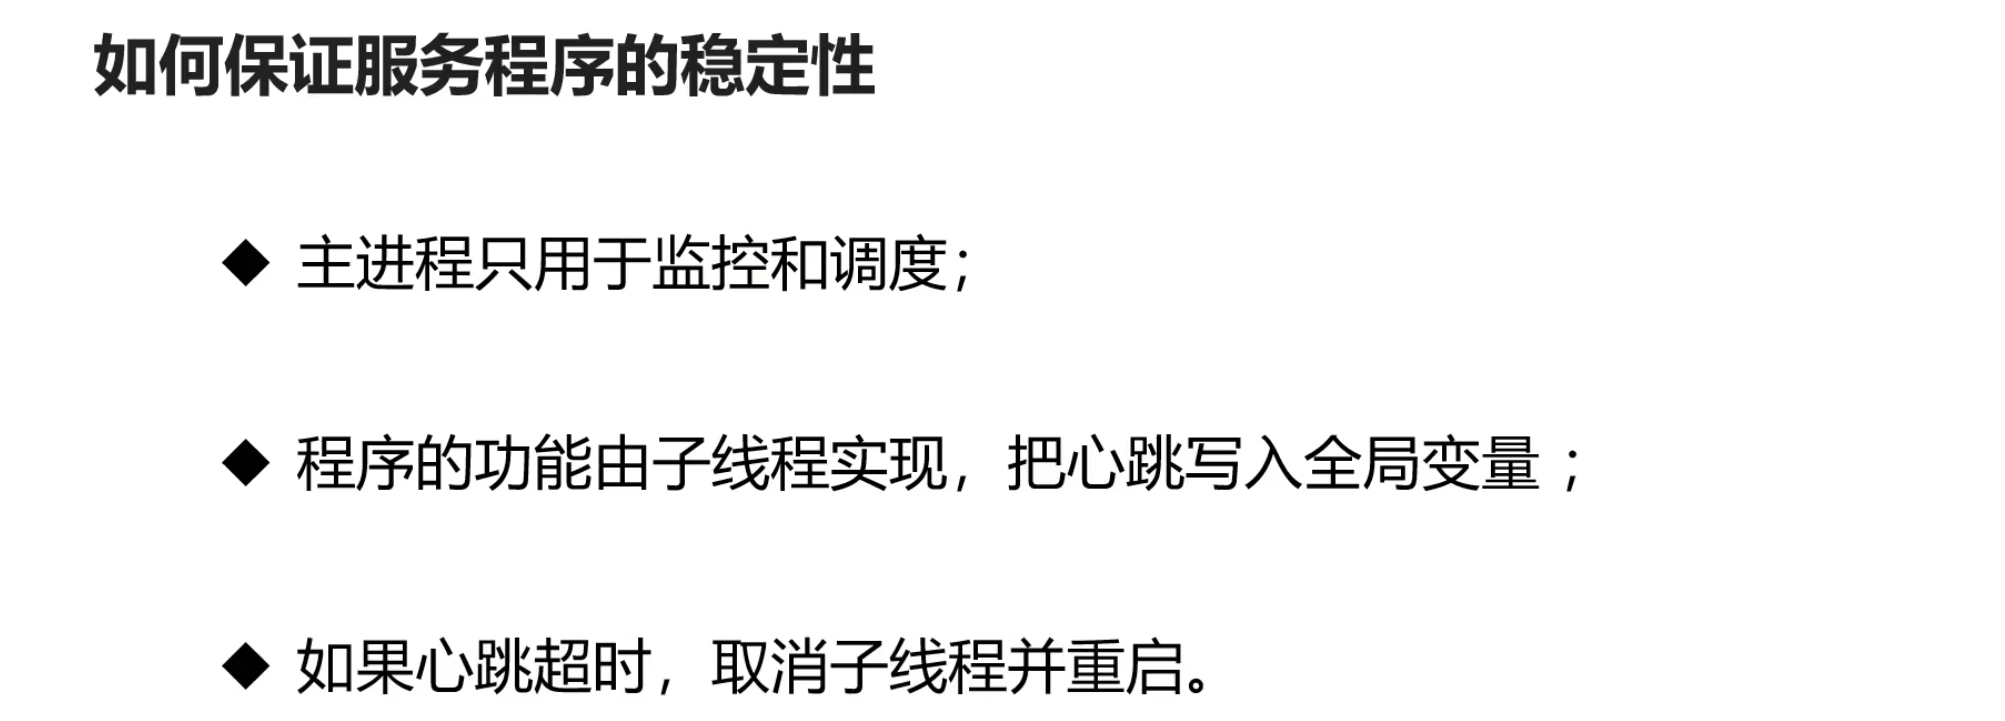 如何保证服务程序的稳定性
◆ 主进程只用于监控和调度；
◆ 程序的功能由子线程实现，把心跳写入全局变量 ；
◆ 如果心跳超时，取消子线程并重启。